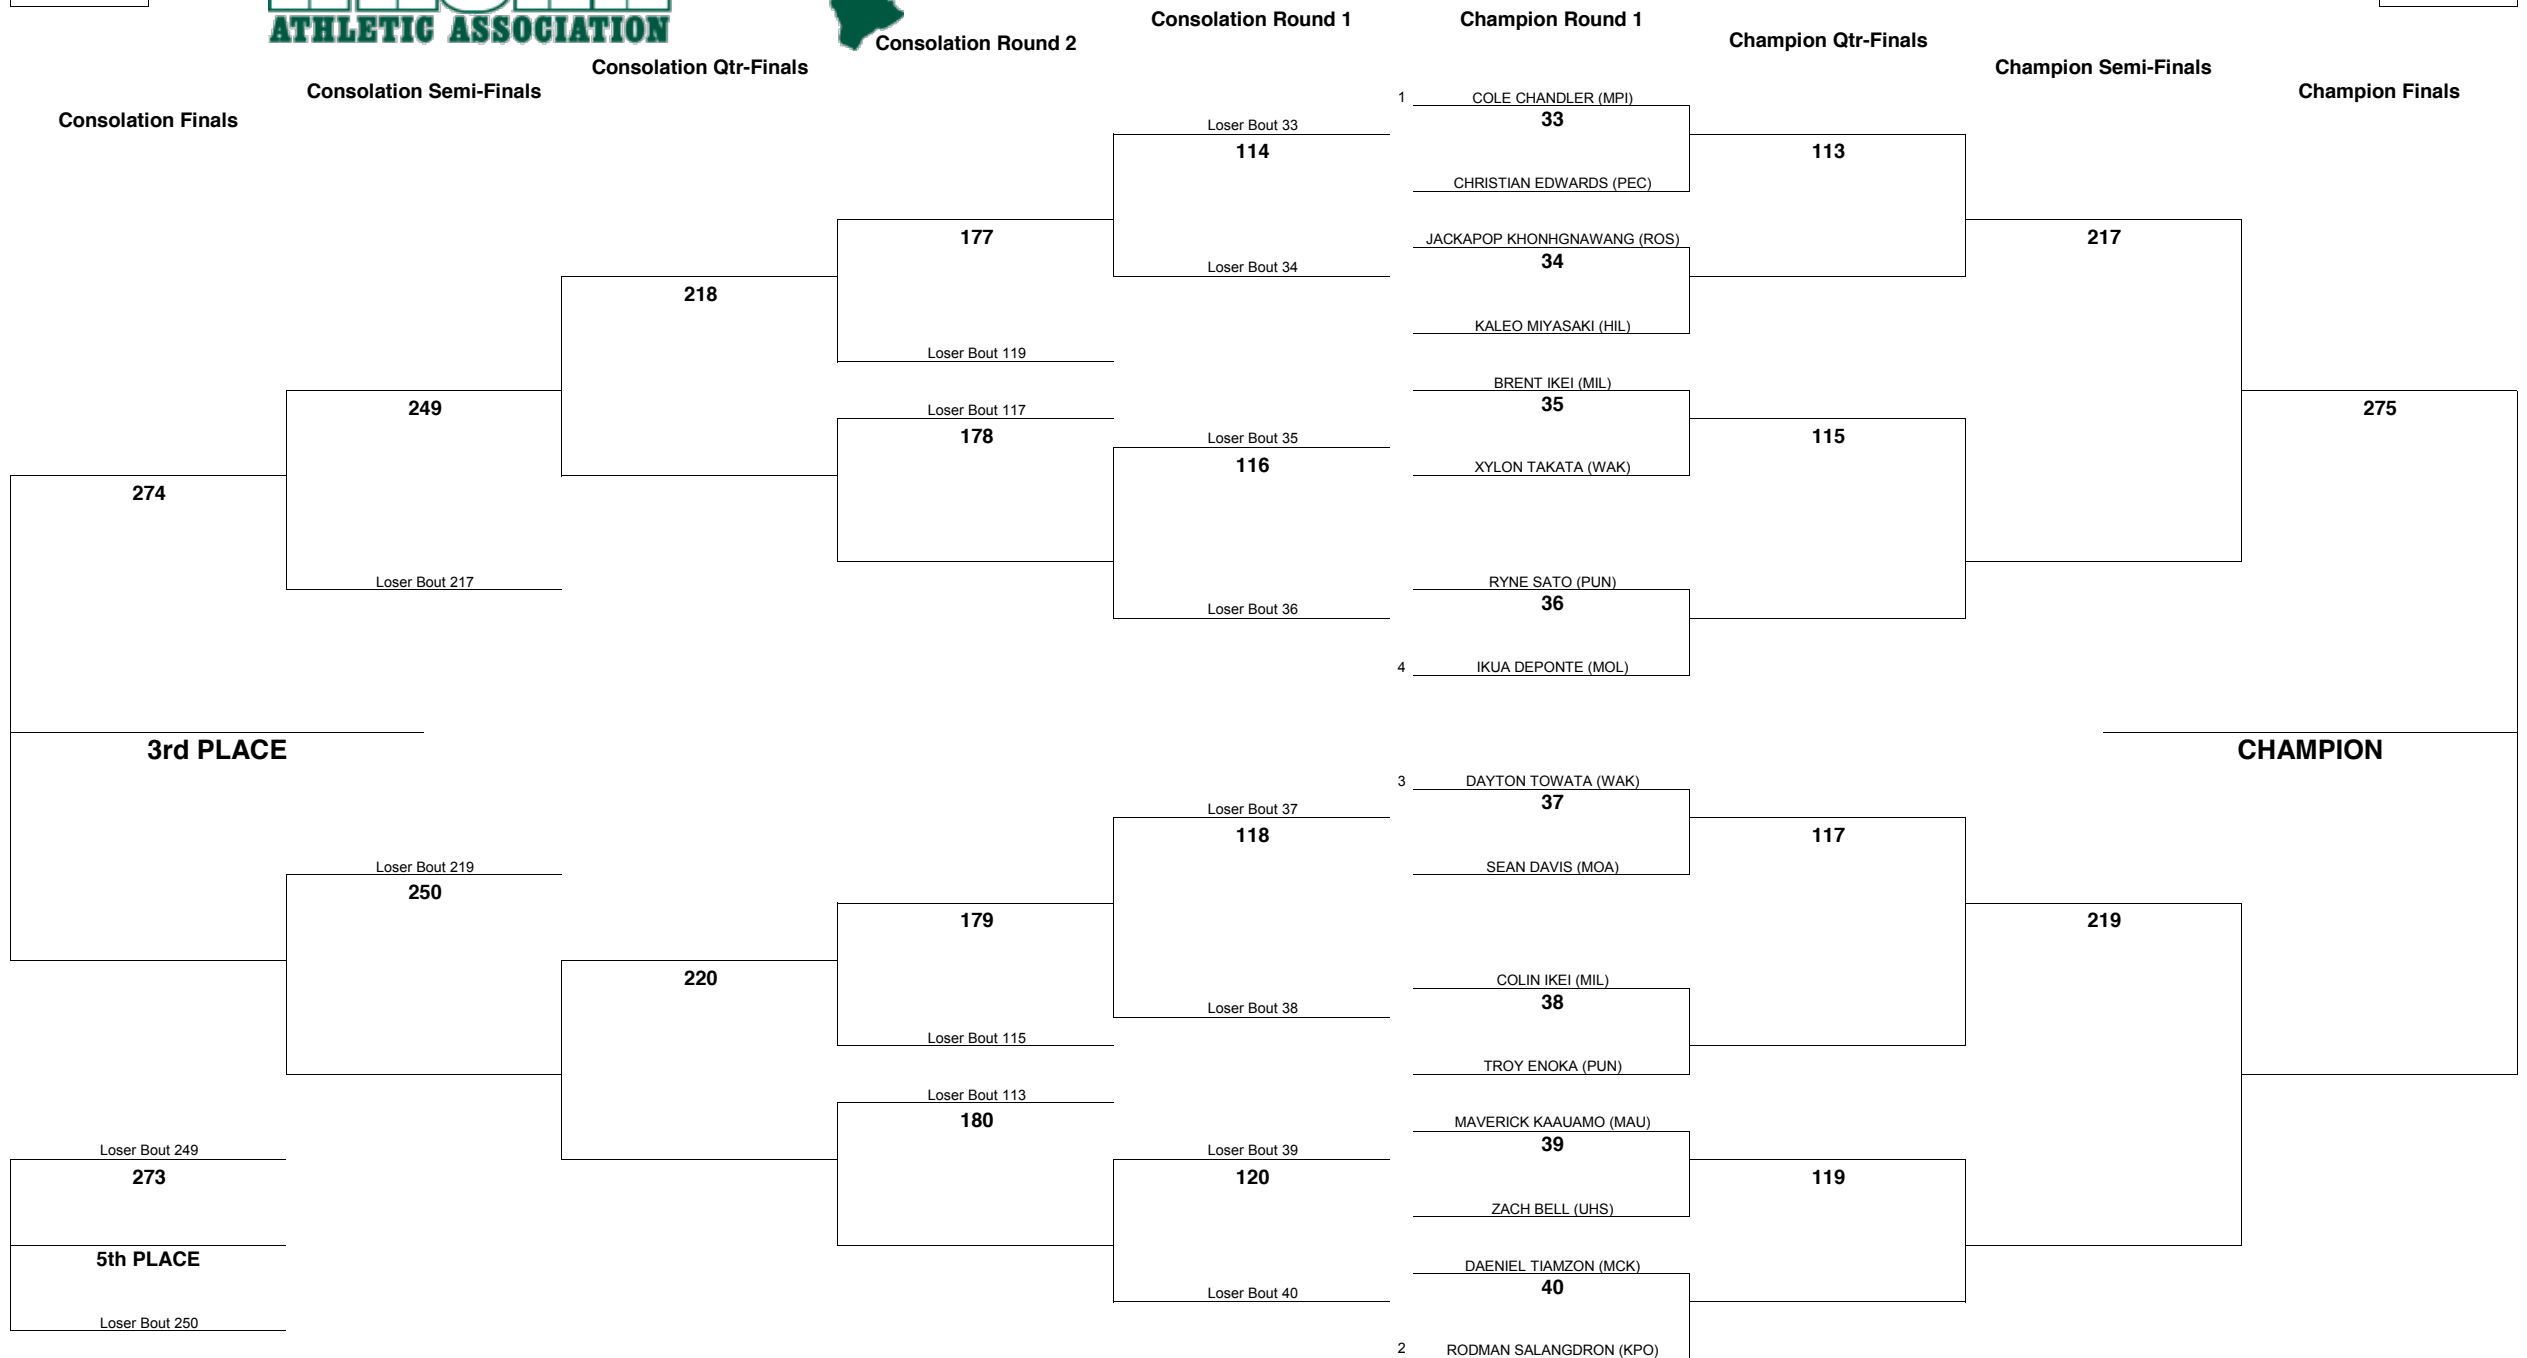 ATHLETIC ASSOCIATION
Consolation Round 1
Champion Round 1
Consolation Round 2
Champion Qtr-Finals
Consolation Qtr-Finals
Champion Semi-Finals
Consolation Semi-Finals
Champion Finals
Consolation Finals
1 COLE CHANDLER (MPI)
33
CHRISTIAN EDWARDS (PEC)
JACKAPOP KHONHGNAWANG (ROS)
34
KALEO MIYASAKI (HIL)
BRENT IKEI (MIL)
35
XYLON TAKATA (WAK)
RYNE SATO (PUN)
36
4 IKUA DEPONTE (MOL)
3 DAYTON TOWATA (WAK)
37
SEAN DAVIS (MOA)
COLIN IKEI (MIL)
38
TROY ENOKA (PUN)
MAVERICK KAAUAMO (MAU)
39
ZACH BELL (UHS)
DAENIEL TIAMZON (MCK)
40
2 RODMAN SALANGDRON (KPO)
113
115
117
119
217
219
275
CHAMPION
Loser Bout 33
114
Loser Bout 34
Loser Bout 35
116
Loser Bout 36
Loser Bout 37
118
Loser Bout 38
Loser Bout 39
120
Loser Bout 40
177
Loser Bout 119
Loser Bout 117
178
179
Loser Bout 115
Loser Bout 113
180
218
220
249
Loser Bout 217
Loser Bout 219
250
274
3rd PLACE
Loser Bout 249
273
5th PLACE
Loser Bout 250